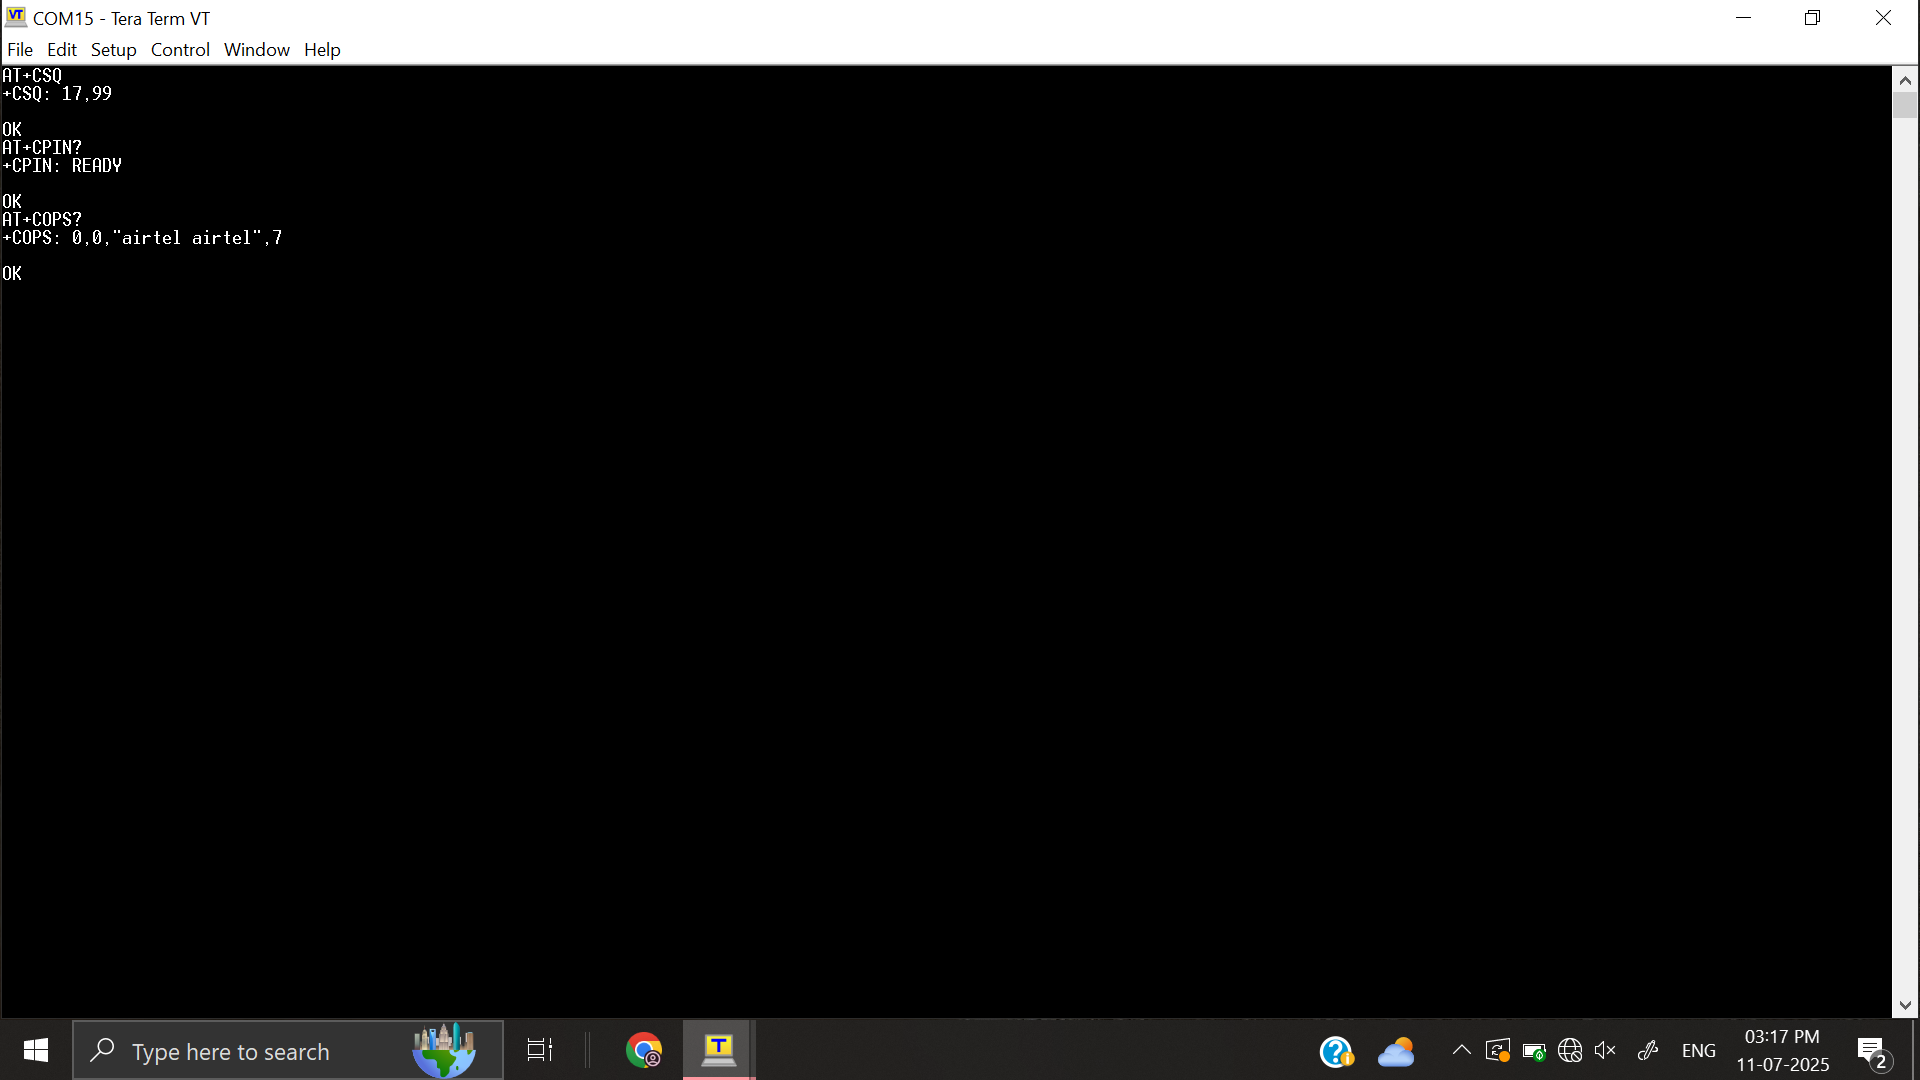 COM15 - Tera Term VT
File Edit Setup Control Window Help
AT+CSQ
+CSQ: 17,99
OK
AT+CPIN?
+CPIN: READY
OK
AT+COPS?
+COPS: 0,0,"airtel airtel",7
OK
Type here to search
ENG
03:17 PM
11-07-2025
2